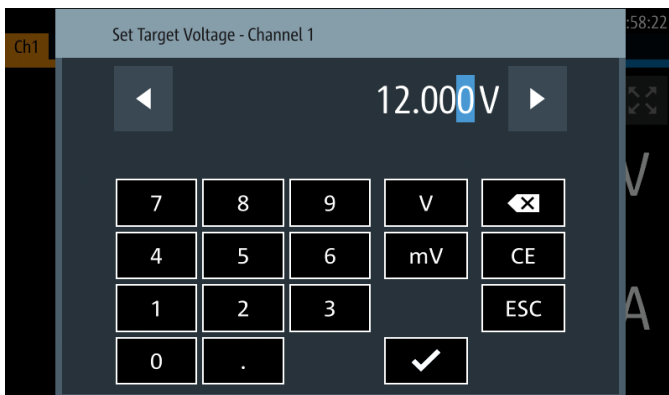 Set Target Voltage - Channel 1
:58:22
Ch1
12.000 V
V
7 8 9 V
4 5 6 mV CE
1 2 3 ESC
A
0 .